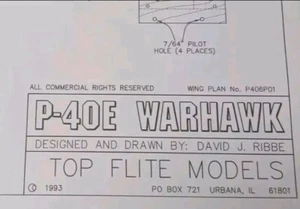 7/64" PILOT
HOLE (4 PLACES)
ALL COMMERCIAL RIGHTS RESERVED WING PLAN No. P406P01
P-40E WARHAWK
DESIGNED AND DRAWN BY: DAVID J. RIBBE
TOP FLITE MODELS
© 1993 PO BOX 721 URBANA, IL 61801